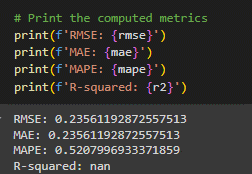 # Print the computed metrics
print(f'RMSE: {rmse}')
print(f'MAE: {mae}')
print(f'MAPE: {mape}')
print(f'R-squared: {r2}')
RMSE: 0.23561192872557513
MAE: 0.23561192872557513
MAPE: 0.5207996933371859
R-squared: nan